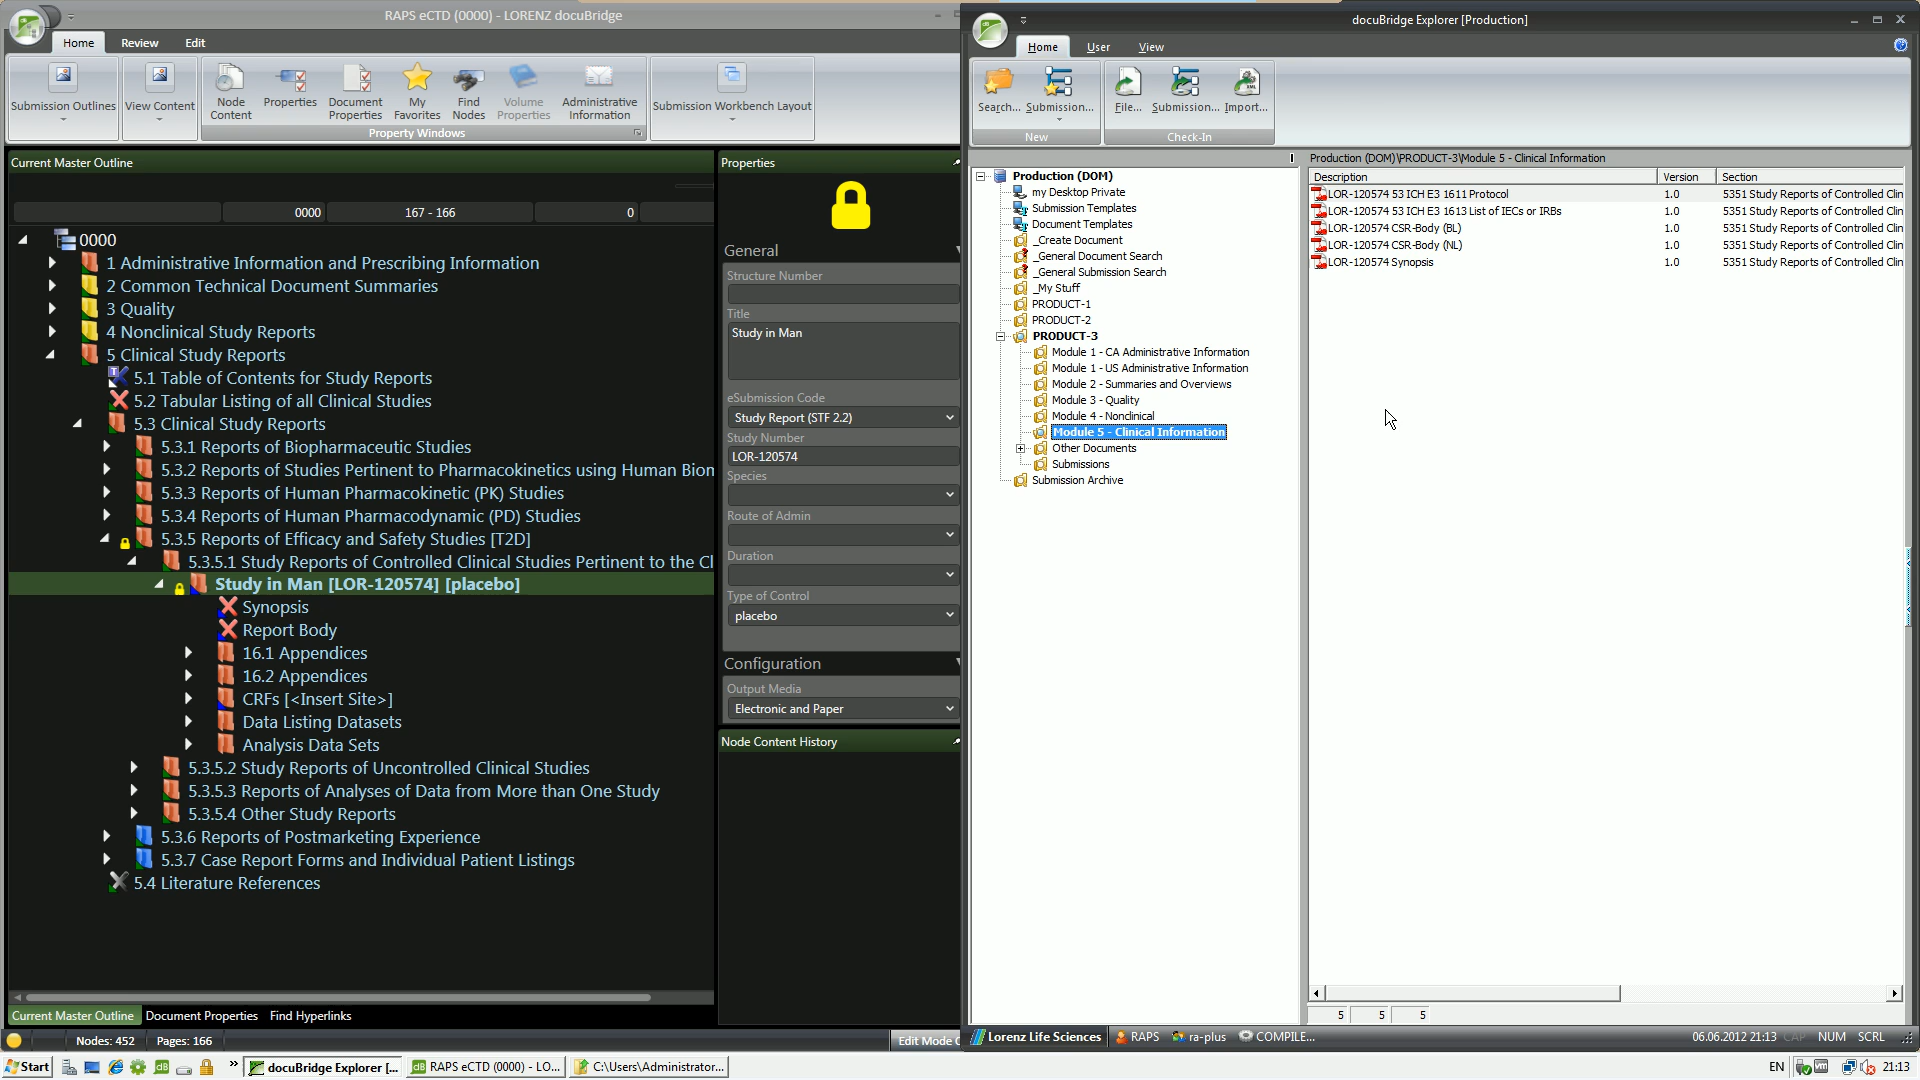 RAPS eCTD (0000) - LORENZ docuBridge
Home
Review
Edit
Submission Outlines
View Content
Node Content
Properties
Document Properties
My Favorites
Find Nodes
Volume Properties
Administrative Information
Submission Workbench Layout
Property Windows
Current Master Outline
0000
167 - 166
0
0000
1 Administrative Information and Prescribing Information
2 Common Technical Document Summaries
3 Quality
4 Nonclinical Study Reports
5 Clinical Study Reports
5.1 Table of Contents for Study Reports
5.2 Tabular Listing of all Clinical Studies
5.3 Clinical Study Reports
5.3.1 Reports of Biopharmaceutic Studies
5.3.2 Reports of Studies Pertinent to Pharmacokinetics using Human Biom
5.3.3 Reports of Human Pharmacokinetic (PK) Studies
5.3.4 Reports of Human Pharmacodynamic (PD) Studies
5.3.5 Reports of Efficacy and Safety Studies [T2D]
5.3.5.1 Study Reports of Controlled Clinical Studies Pertinent to the Cl
Study in Man [LOR-120574] [placebo]
Synopsis
Report Body
16.1 Appendices
16.2 Appendices
CRFs [<Insert Site>]
Data Listing Datasets
Analysis Data Sets
5.3.5.2 Study Reports of Uncontrolled Clinical Studies
5.3.5.3 Reports of Analyses of Data from More than One Study
5.3.5.4 Other Study Reports
5.3.6 Reports of Postmarketing Experience
5.3.7 Case Report Forms and Individual Patient Listings
5.4 Literature References
Current Master Outline
Document Properties
Find Hyperlinks
Nodes: 452
Pages: 166
Edit Mode
Properties
General
Structure Number
Title
Study in Man
eSubmission Code
Study Report (STF 2.2)
Study Number
LOR-120574
Species
Route of Admin
Duration
Type of Control
placebo
Configuration
Output Media
Electronic and Paper
Node Content History
docuBridge Explorer [Production]
Home
User
View
Search...
Submission...
New
File...
Submission...
Import...
Check-In
Production (DOM)
my Desktop Private
Submission Templates
Document Templates
_Create Document
_General Document Search
_General Submission Search
_My Stuff
PRODUCT-1
PRODUCT-2
PRODUCT-3
Module 1 - CA Administrative Information
Module 1 - US Administrative Information
Module 2 - Summaries and Overviews
Module 3 - Quality
Module 4 - Nonclinical
Module 5 - Clinical Information
Other Documents
Submissions
Submission Archive
Production (DOM)\PRODUCT-3\Module 5 - Clinical Information
Description Version Section
LOR-120574 53 ICH E3 1611 Protocol 1.0 5351 Study Reports of Controlled Clin
LOR-120574 53 ICH E3 1613 List of IECs or IRBs 1.0 5351 Study Reports of Controlled Clin
LOR-120574 CSR-Body (BL) 1.0 5351 Study Reports of Controlled Clin
LOR-120574 CSR-Body (NL) 1.0 5351 Study Reports of Controlled Clin
LOR-120574 Synopsis 1.0 5351 Study Reports of Controlled Clin
5 5 5
Lorenz Life Sciences
RAPS
ra-plus
COMPILE...
06.06.2012 21:13
CAP
NUM
SCRL
Start
docuBridge Explorer [...
RAPS eCTD (0000) - LO...
C:\Users\Administrator...
EN
21:13